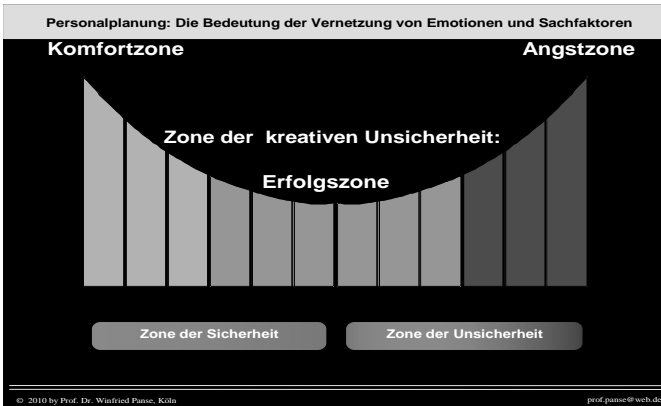 Personalplanung: Die Bedeutung der Vernetzung von Emotionen und Sachfaktoren
Komfortzone Angstzone
Zone der kreativen Unsicherheit:
Erfolgszone
Zone der Sicherheit Zone der Unsicherheit
© 2010 by Prof. Dr. Winfried Panse, Köln prof.panse@web.de